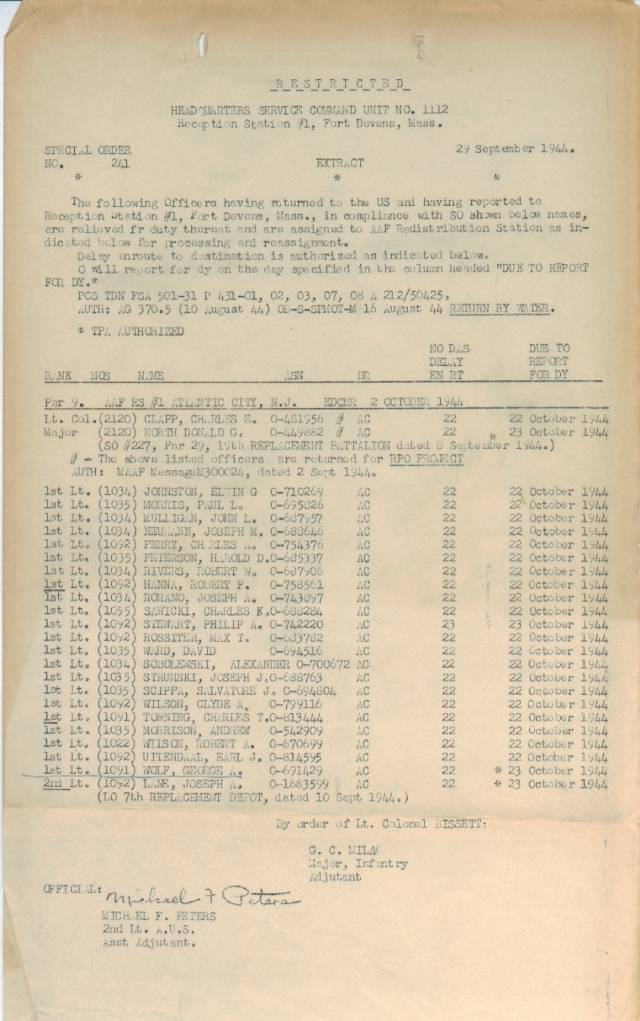 RESTRICTED
HEADQUARTERS SERVICE COMMAND UNIT NO. 1112
Reception Station #1, Fort Devens, Mass.
SPECIAL ORDER 29 September 1944.
NO. 241 EXTRACT
* * *
The following Officers having returned to the US and having reported to
Reception Station #1, Fort Devens, Mass., in compliance with SO shown below names,
are relieved fr duty thereat and are assigned to AAF Redistribution Station as in-
dicated below for processing and reassignment.
Delay enroute to destination is authorized as indicated below.
O will report for dy on the day specified in the column headed "DUE TO REPORT
FOR DY."
PCS TDN FSA 501-31 P 431-01, 02, 03, 07, 08 A 212/50425.
AUTH: AG 370.5 (10 August 44) OB-S-SPMOT-M 16 August 44 RETURN BY WATER.
* TPA AUTHORIZED
NO DAS DUE TO
DELAY REPORT
RANK MOS NAME ASN BR EN RT FOR DY
Par 9. AAF RS #1 ATLANTIC CITY, N.J. EDCMR 2 OCTOBER 1944
Lt. Col. (2120) CLAPP, CHARLES E. O-481956 # AC 22 22 October 1944
Major (2120) NORTH DONALD G. O-449882 # AC 22 * 23 October 1944
(SO #227, Par 29, 19th REPLACEMENT BATTALION dated 8 September 1944.)
# - The above listed officers are returned for RPO PROJECT
AUTH: MAAF MessageM300024, dated 2 Sept 1944.
1st Lt. (1034) JOHNSTON, ELVING G O-710269 AC 22 22 October 1944
1st Lt. (1035) MORRIS, PAUL L. O-695826 AC 22 22 October 1944
1st Lt. (1034) MULLIGAN, JOHN L. O-687957 AC 22 22 October 1944
1st Lt. (1034) NEUMANN, JOSEPH M. O-688646 AC 22 22 October 1944
1st Lt. (1092) PERRY, CHARLES A. O-754376 AC 22 22 October 1944
1st Lt. (1035) PETERSON, HAROLD D.O-685339 AC 22 22 October 1944
1st Lt. (1034) RIVERS, ROBERT W. O-687906 AC 22 22 October 1944
1st Lt. (1092) HANNA, ROBERT F. O-758561 AC 22 22 October 1944
1st Lt. (1034) ROMANO, JOSEPH A. O-743897 AC 22 22 October 1944
1st Lt. (1055) SAWICKI, CHARLES K.O-688284 AC 22 22 October 1944
1st Lt. (1092) STEWART, PHILIP A. O-742220 AC 23 23 October 1944
1st Lt. (1092) ROSSITER, MAX T. O-683782 AC 22 22 October 1944
1st Lt. (1035) WARD, DAVID O-694516 AC 22 22 October 1944
1st Lt. (1034) SOBOLEWSKI, ALEXANDER O-700672 AC 22 22 October 1944
1st Lt. (1035) STRUMSKI, JOSEPH J.O-688763 AC 22 22 October 1944
1st Lt. (1035) SCIPPA, SALVATORE J. O-694804 AC 22 22 October 1944
1st Lt. (1092) WILSON, CLYDE A. O-799116 AC 22 22 October 1944
1st Lt. (1091) TOWNING, CHARLES T.O-813444 AC 22 22 October 1944
1st Lt. (1035) MORRISON, ANDREW O-542909 AC 22 22 October 1944
1st Lt. (1022) WILSON, ROBERT A. O-670699 AC 22 22 October 1944
1st Lt. (1092) UITENDAAL, EARL J. O-814595 AC 22 22 October 1944
1st Lt. (1091) WOLF, GEORGE A. O-691429 AC 22 * 23 October 1944
2nd Lt. (1092) LANE, JOSEPH A. O-1683599 AC 22 * 23 October 1944
(LO 7th REPLACEMENT DEPOT, dated 10 Sept 1944.)
By order of Lt. Colonel BISSETT:
G. C. MILAN
Major, Infantry
Adjutant
OFFICIAL: Michael F Peters
MICHAEL F. PETERS
2nd Lt. A.U.S.
Asst Adjutant.